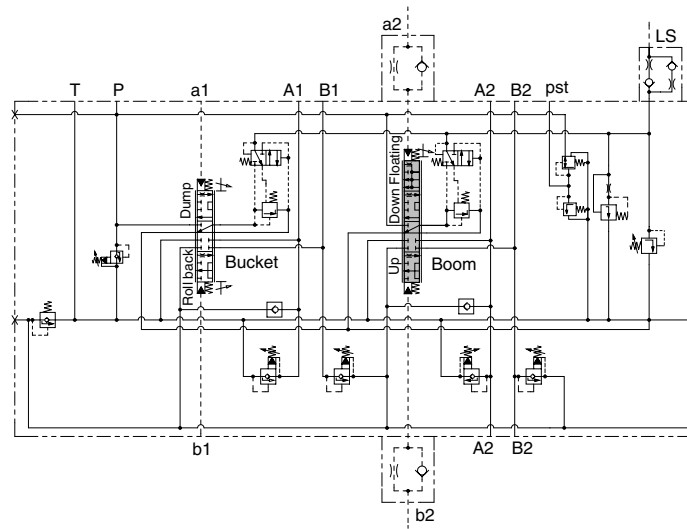 a2
LS
T P a1 A1 B1 A2 B2 pst
Dump
Roll back
Bucket
Down Floating
Up
Boom
b1
A2 B2
b2